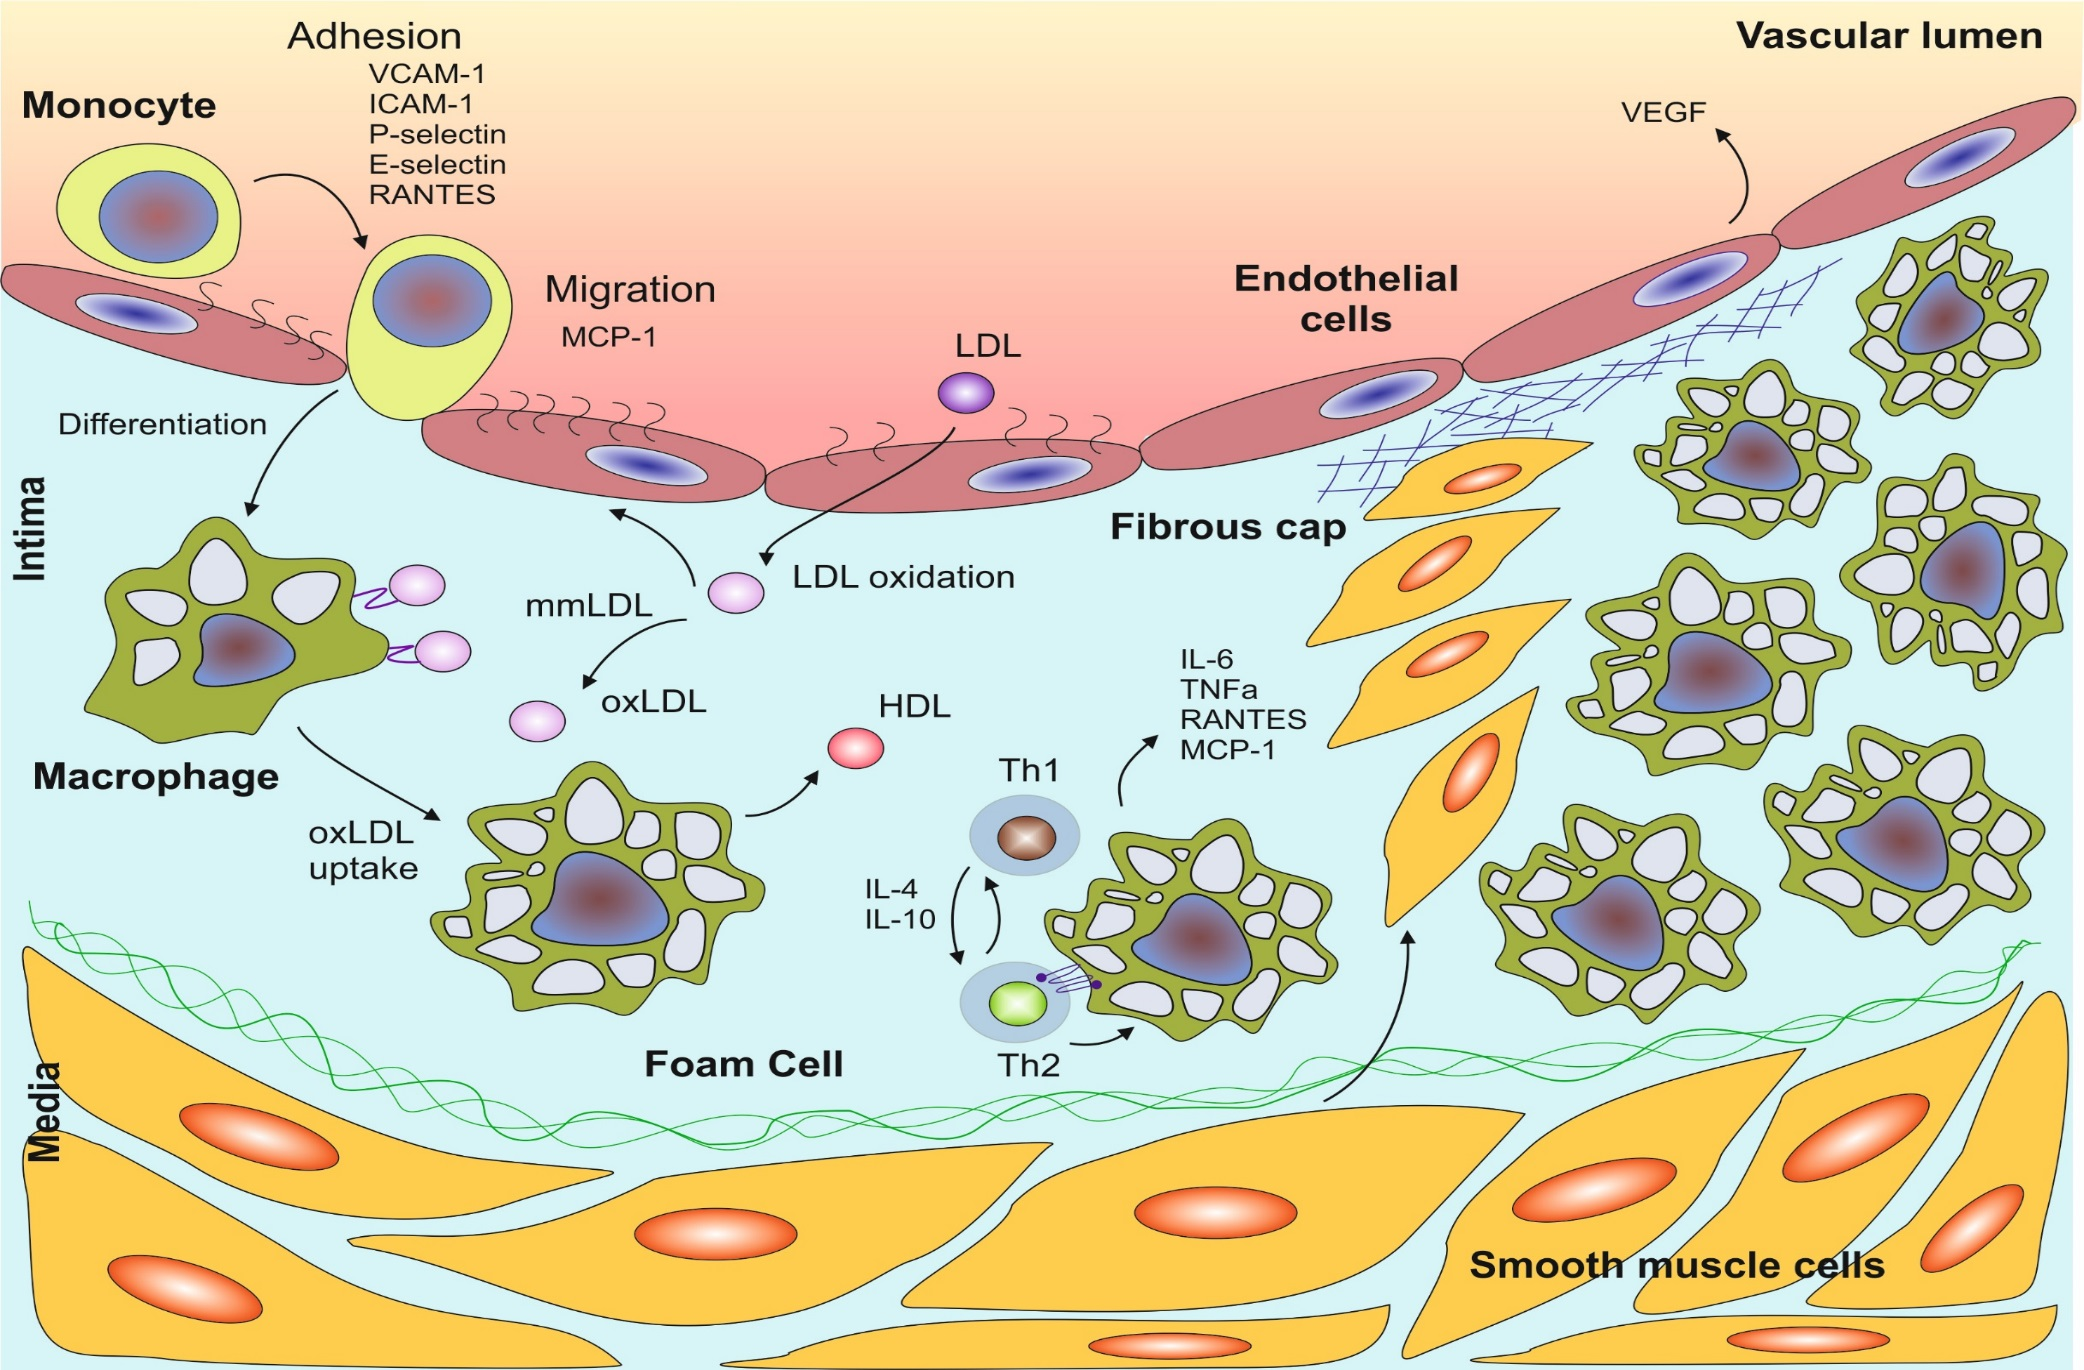 Adhesion
VCAM-1
ICAM-1
P-selectin
E-selectin
RANTES
Monocyte
Vascular lumen
VEGF
Migration
MCP-1
Endothelial
cells
LDL
Differentiation
Intima
Fibrous cap
LDL oxidation
mmLDL
oxLDL
HDL
IL-6
TNFa
RANTES
MCP-1
Macrophage
Th1
oxLDL
uptake
IL-4
IL-10
Foam Cell
Th2
Media
Smooth muscle cells